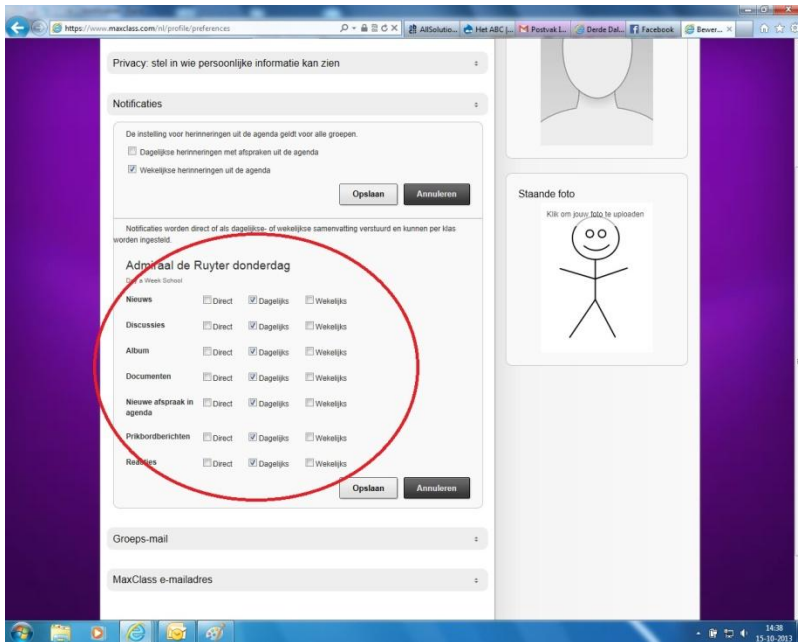 https://www.maxclass.com/nl/profile/preferences
AllSolutio...
Het ABC |...
Postvak I...
Derde Dal...
Facebook
Bewer...
Privacy: stel in wie persoonlijke informatie kan zien
Notificaties
De instelling voor herinneringen uit de agenda geldt voor alle groepen.
Dagelijkse herinneringen met afspraken uit de agenda
Wekelijkse herinneringen uit de agenda
Opslaan Annuleren
Notificaties worden direct of als dagelijkse- of wekelijkse samenvatting verstuurd en kunnen per klas
worden ingesteld.
Admiraal de Ruyter donderdag
Day a Week School
Nieuws Direct Dagelijks Wekelijks
Discussies Direct Dagelijks Wekelijks
Album Direct Dagelijks Wekelijks
Documenten Direct Dagelijks Wekelijks
Nieuwe afspraak in
agenda Direct Dagelijks Wekelijks
Prikbordberichten Direct Dagelijks Wekelijks
Reacties Direct Dagelijks Wekelijks
Opslaan Annuleren
Groeps-mail
MaxClass e-mailadres
Staande foto
Klik om jouw foto te uploaden
14:38
15-10-2013